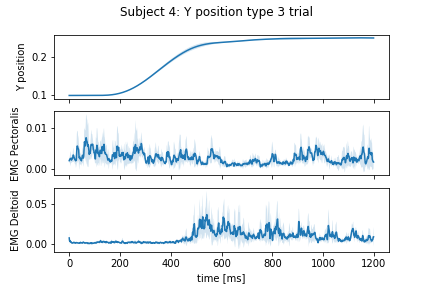 Subject 4: Y position type 3 trial
Y position
0.2
0.1
EMG Pectoralis
0.01
0.00
EMG Deltoid
0.05
0.00
0 200 400 600 800 1000 1200
time [ms]